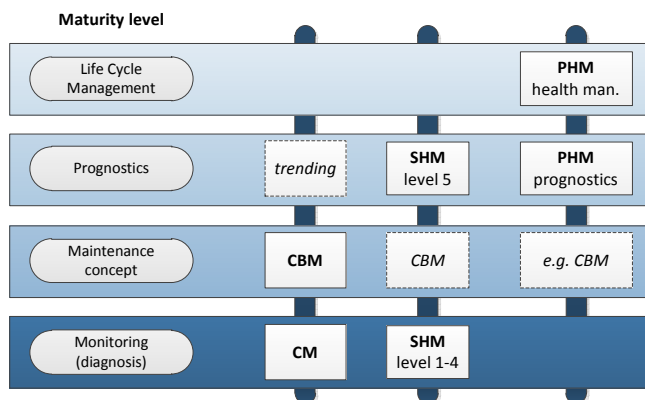 Maturity level
Life Cycle
Management
PHM
health man.
Prognostics
trending
SHM
level 5
PHM
prognostics
Maintenance
concept
CBM
CBM
e.g. CBM
Monitoring
(diagnosis)
CM
SHM
level 1-4